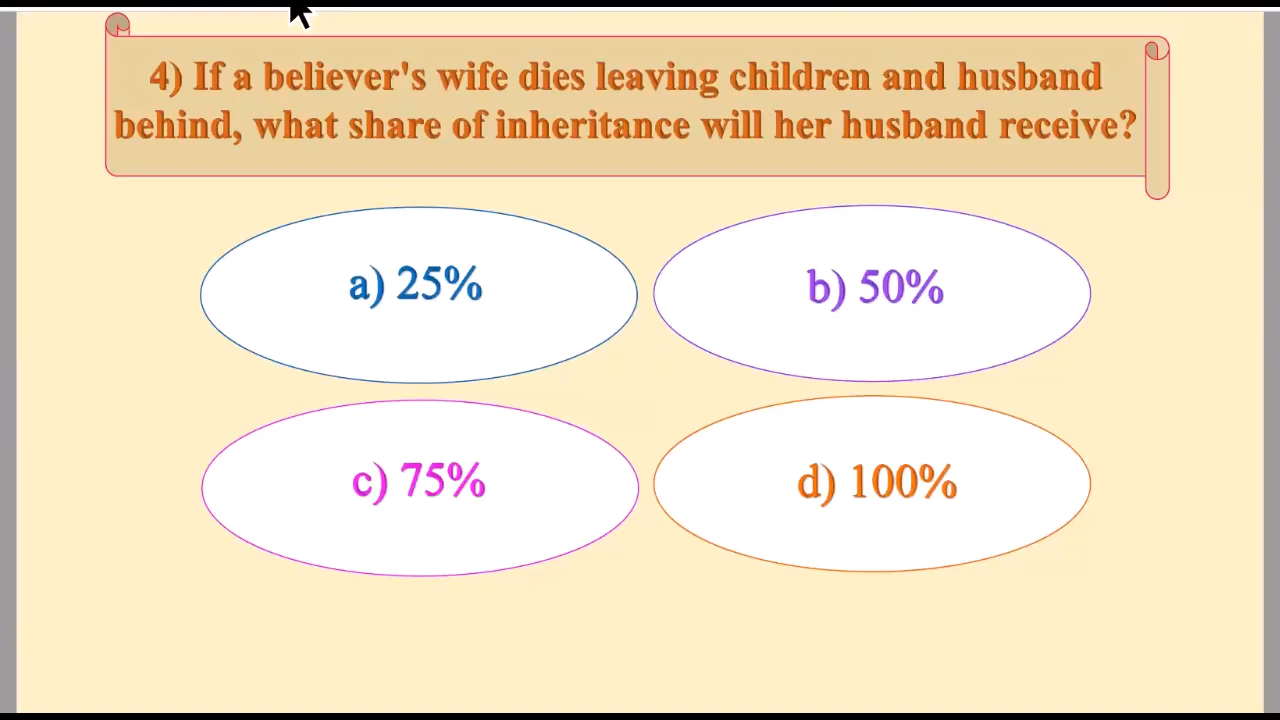 4) If a believer's wife dies leaving children and husband
behind, what share of inheritance will her husband receive?
a) 25%
b) 50%
c) 75%
d) 100%